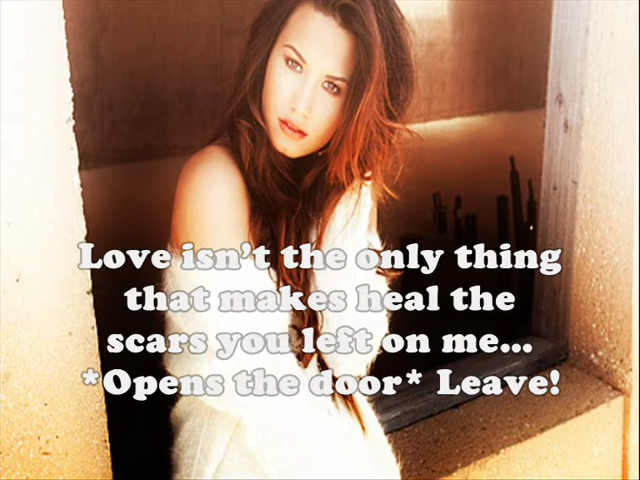 Love isn't the only thing
that makes heal the
scars you left on me...
*Opens the door* Leave!